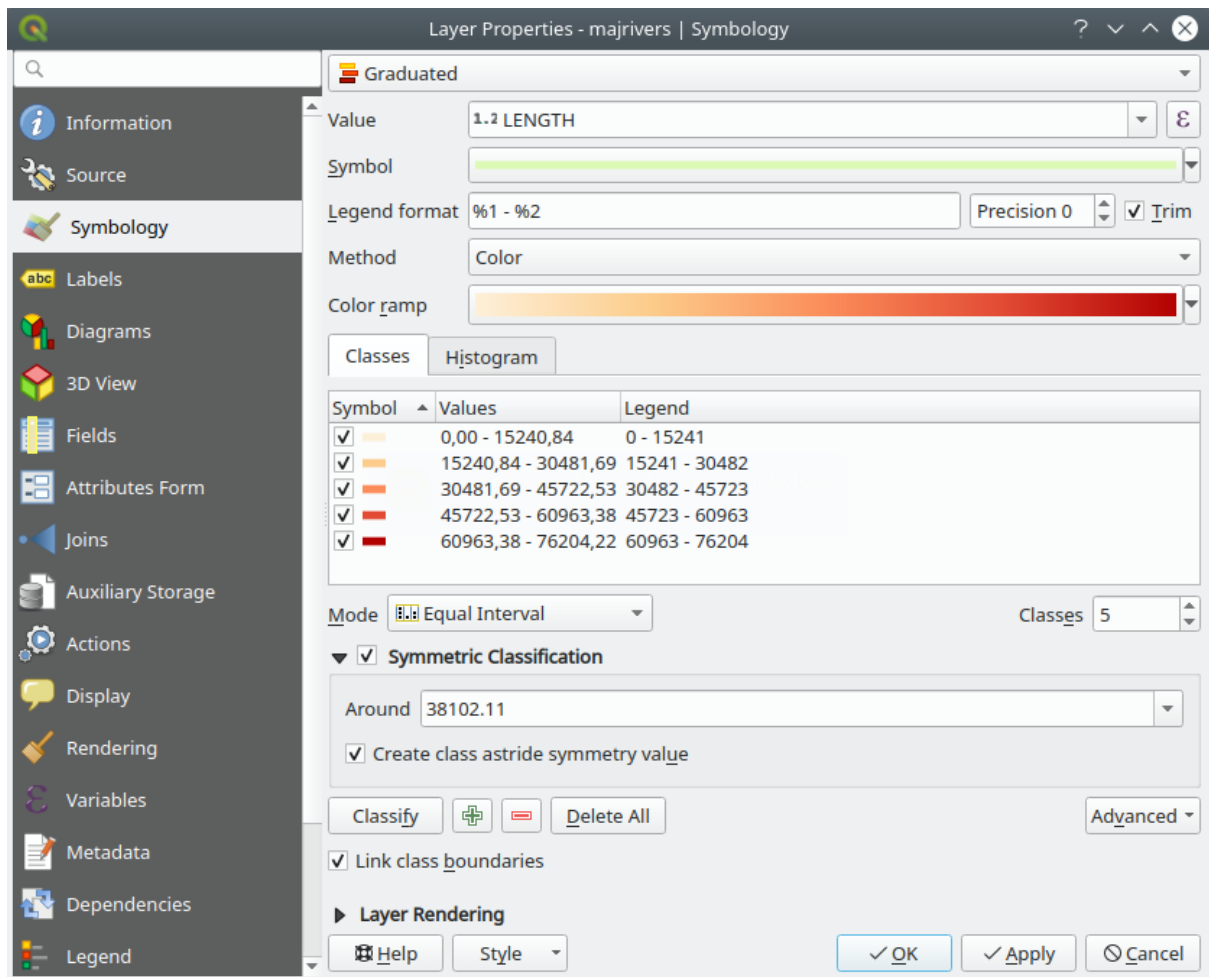 Layer Properties - majrivers | Symbology
Information
Source
Symbology
Labels
Diagrams
3D View
Fields
Attributes Form
Joins
Auxiliary Storage
Actions
Display
Rendering
Variables
Metadata
Dependencies
Legend
Graduated
Value 1.2 LENGTH ε
Symbol
Legend format %1 - %2 Precision 0 Trim
Method Color
Color ramp
Classes Histogram
Symbol Values Legend
0,00 - 15240,84 0 - 15241
15240,84 - 30481,69 15241 - 30482
30481,69 - 45722,53 30482 - 45723
45722,53 - 60963,38 45723 - 60963
60963,38 - 76204,22 60963 - 76204
Mode Equal Interval Classes 5
Symmetric Classification
Around 38102.11
Create class astride symmetry value
Classify Delete All Advanced
Link class boundaries
Layer Rendering
Help Style OK Apply Cancel